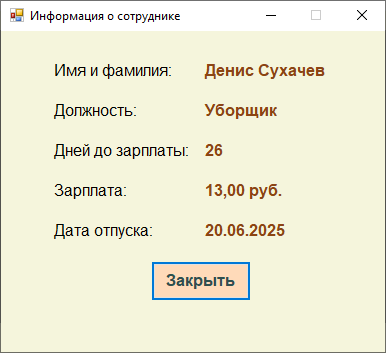 Информация о сотруднике
Имя и фамилия: Денис Сухачев
Должность: Уборщик
Дней до зарплаты: 26
Зарплата: 13,00 руб.
Дата отпуска: 20.06.2025
Закрыть